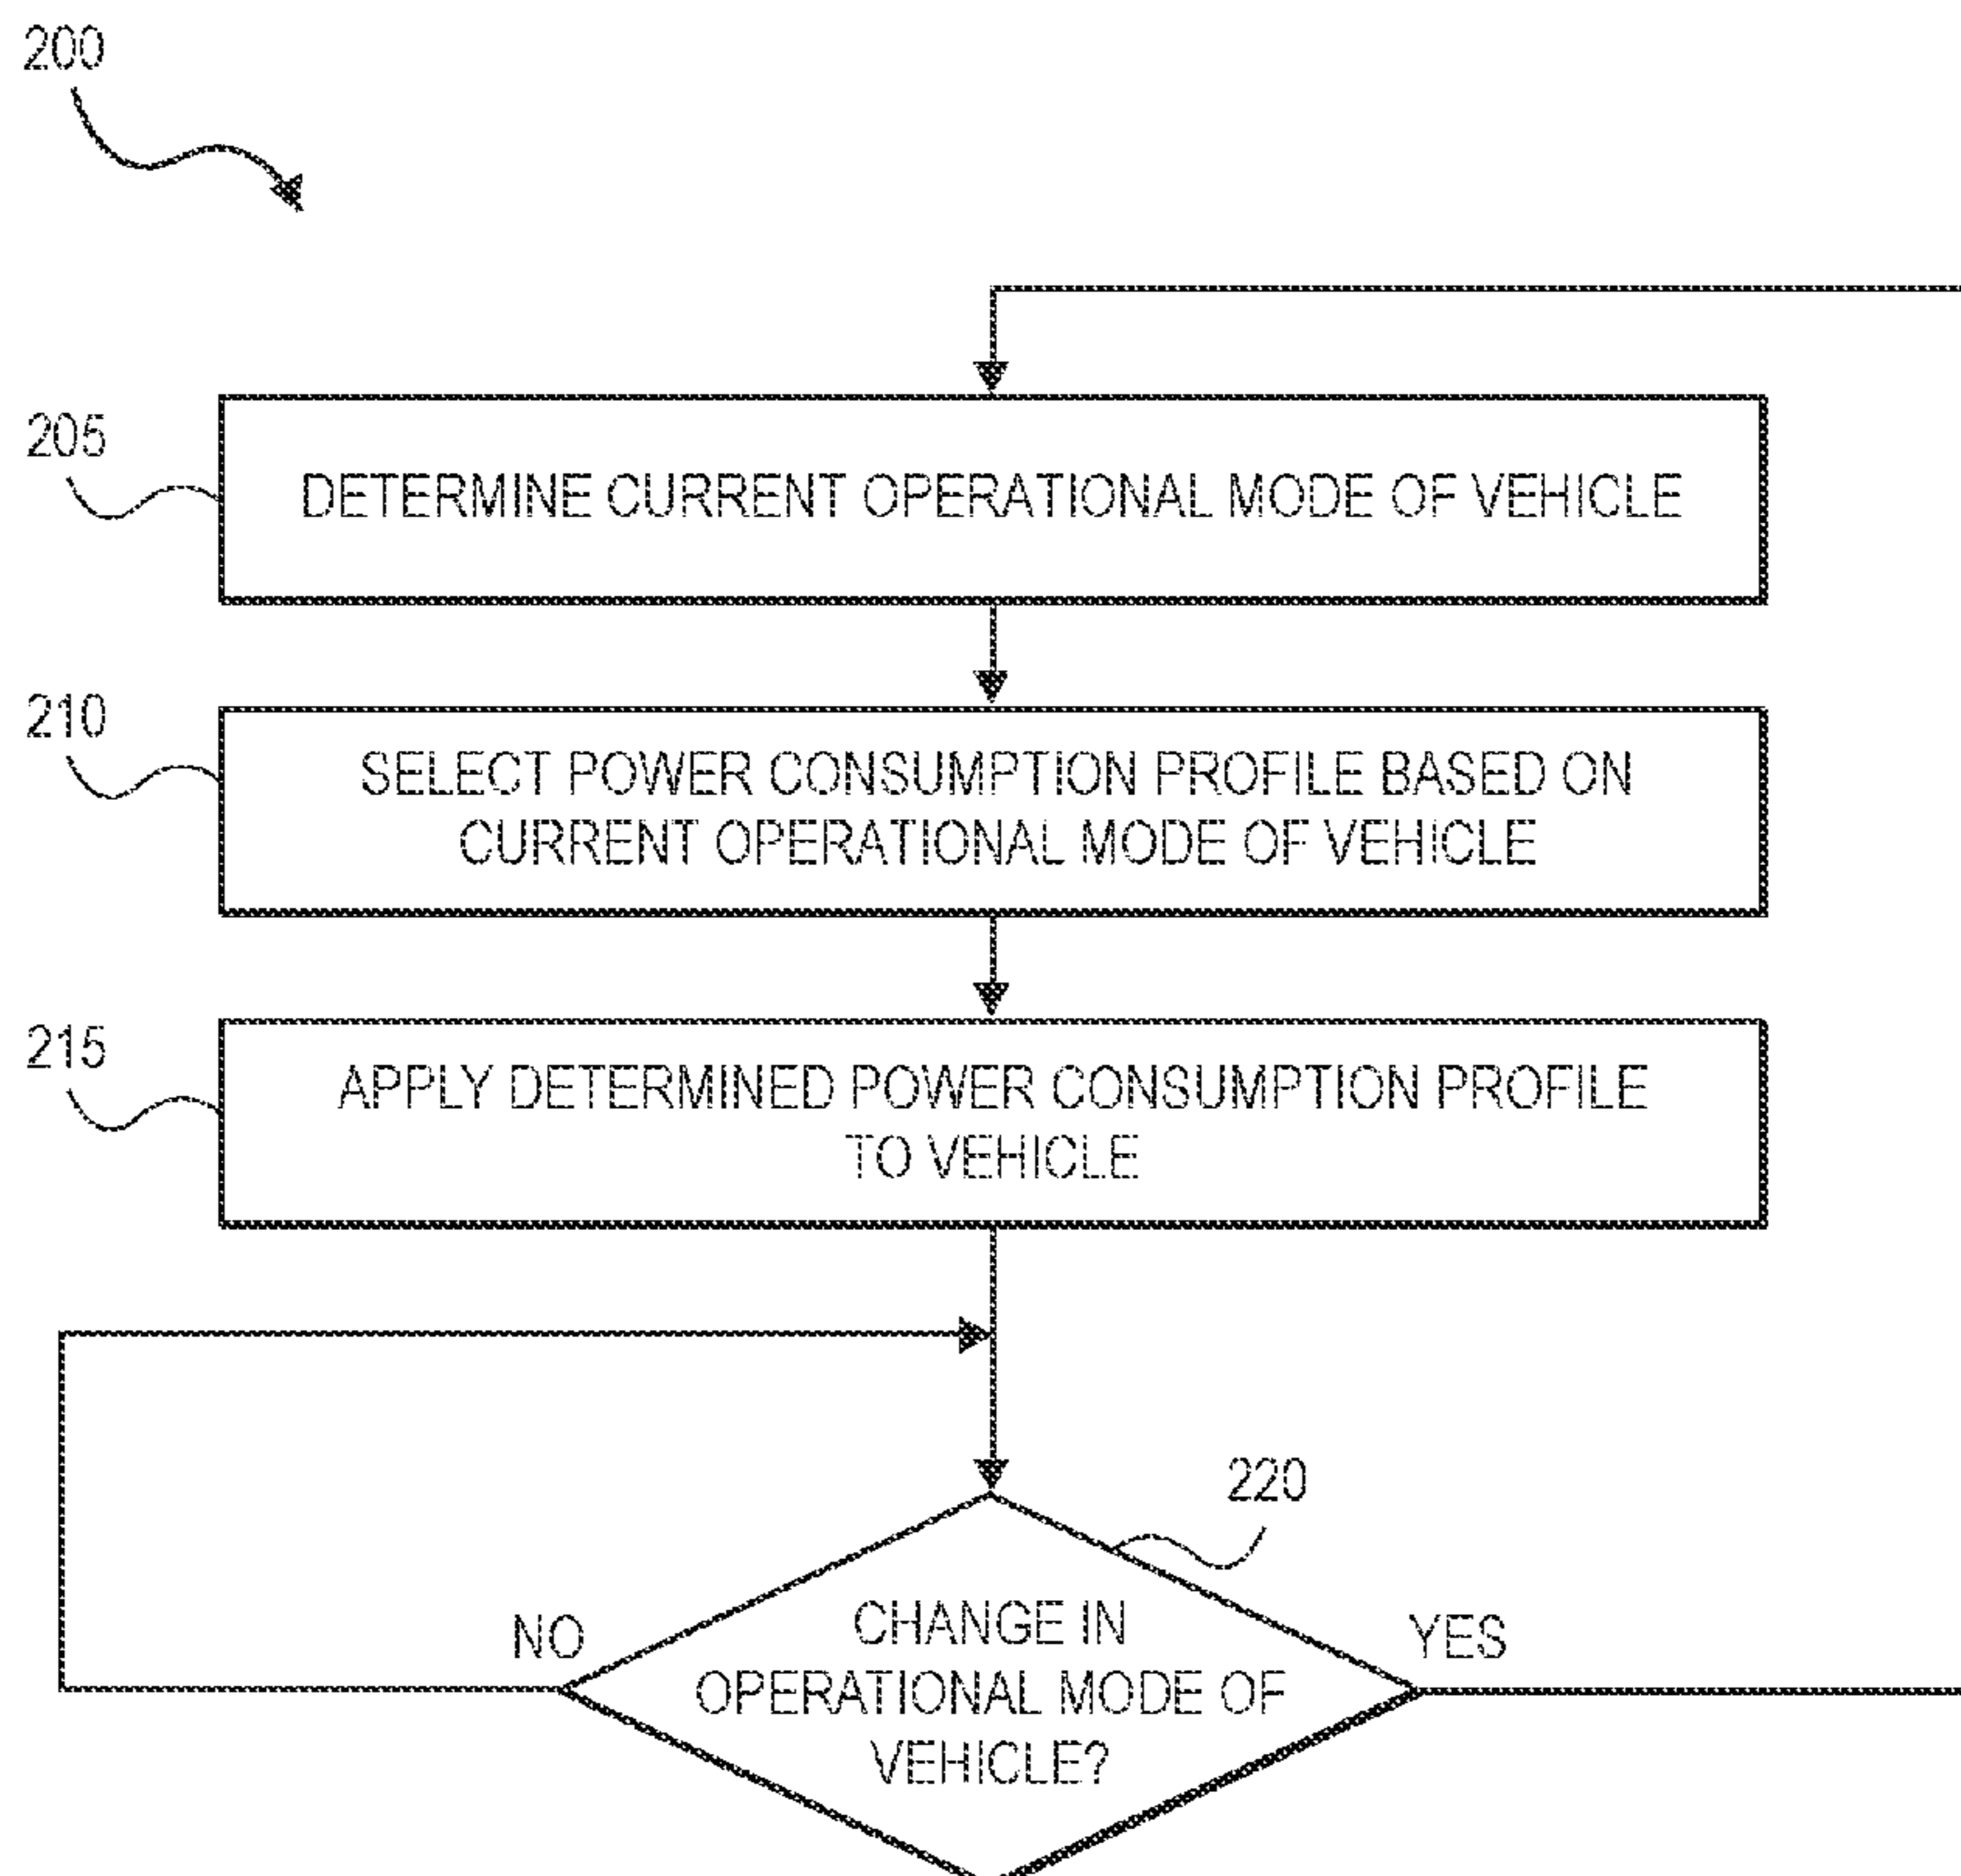 200
205
DETERMINE CURRENT OPERATIONAL MODE OF VEHICLE
210
SELECT POWER CONSUMPTION PROFILE BASED ON
CURRENT OPERATIONAL MODE OF VEHICLE
215
APPLY DETERMINED POWER CONSUMPTION PROFILE
TO VEHICLE
220
NO
CHANGE IN
OPERATIONAL MODE OF
VEHICLE?
YES